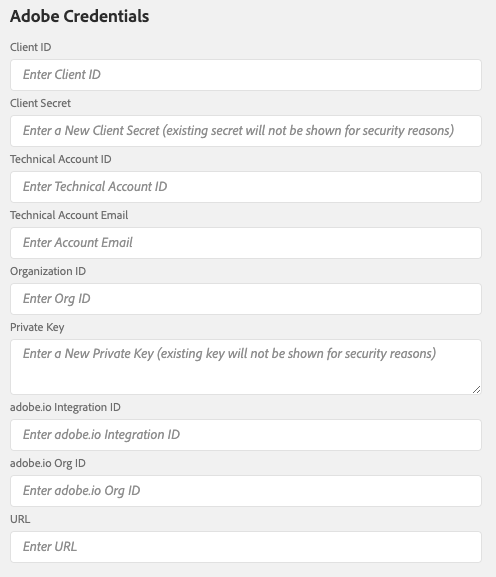 Adobe Credentials
Client ID
Enter Client ID
Client Secret
Enter a New Client Secret (existing secret will not be shown for security reasons)
Technical Account ID
Enter Technical Account ID
Technical Account Email
Enter Account Email
Organization ID
Enter Org ID
Private Key
Enter a New Private Key (existing key will not be shown for security reasons)
adobe.io Integration ID
Enter adobe.io Integration ID
adobe.io Org ID
Enter adobe.io Org ID
URL
Enter URL